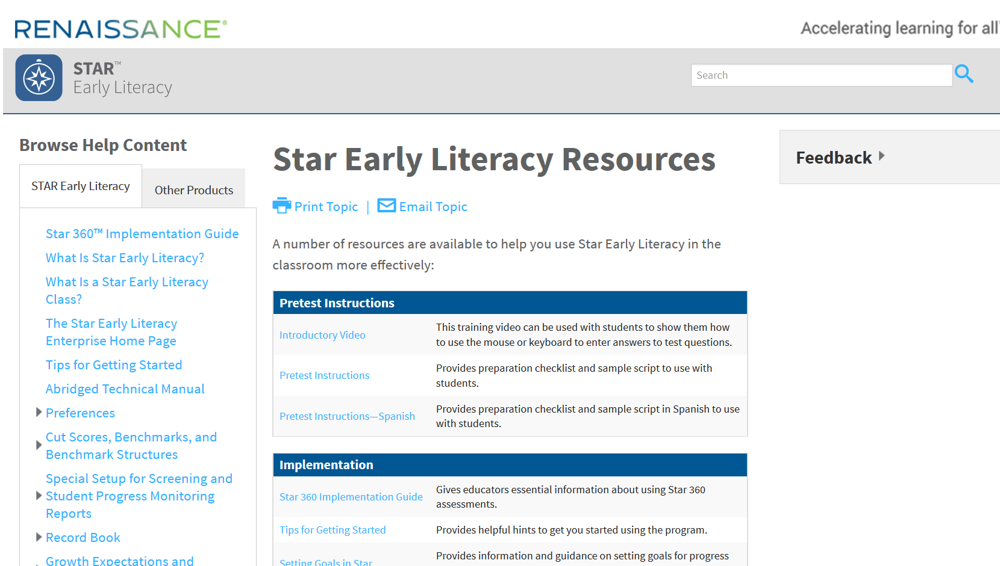 RENAISSANCE®
Accelerating learning for all
STAR™
Early Literacy
Search
Browse Help Content
STAR Early Literacy
Other Products
Star 360™ Implementation Guide
What Is Star Early Literacy?
What Is a Star Early Literacy
Class?
The Star Early Literacy
Enterprise Home Page
Tips for Getting Started
Abridged Technical Manual
Preferences
Cut Scores, Benchmarks, and
Benchmark Structures
Special Setup for Screening and
Student Progress Monitoring
Reports
Record Book
Growth Expectations and
Star Early Literacy Resources
Print Topic | Email Topic
A number of resources are available to help you use Star Early Literacy in the
classroom more effectively:
Pretest Instructions
Introductory Video
This training video can be used with students to show them how
to use the mouse or keyboard to enter answers to test questions.
Pretest Instructions
Provides preparation checklist and sample script to use with
students.
Pretest Instructions—Spanish
Provides preparation checklist and sample script in Spanish to use
with students.
Implementation
Star 360 Implementation Guide
Gives educators essential information about using Star 360
assessments.
Tips for Getting Started
Provides helpful hints to get you started using the program.
Setting Goals in Star
Provides information and guidance on setting goals for progress
Feedback